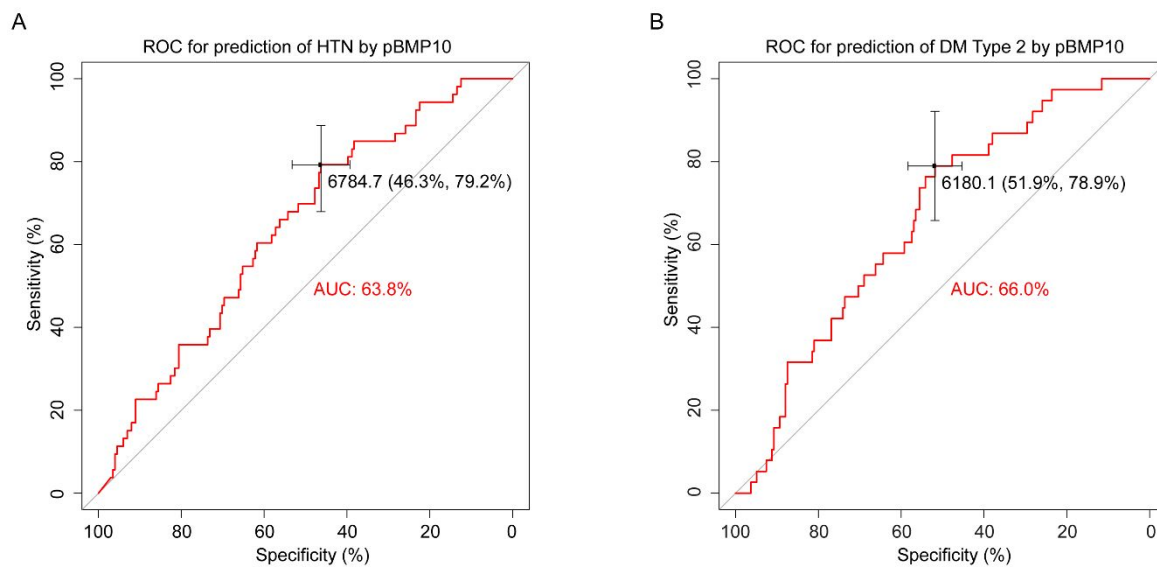 A
ROC for prediction of HTN by pBMP10
Sensitivity (%)
100
80
60
40
20
0
6784.7 (46.3%, 79.2%)
AUC: 63.8%
100 80 60 40 20 0
Specificity (%)
B
ROC for prediction of DM Type 2 by pBMP10
Sensitivity (%)
100
80
60
40
20
0
6180.1 (51.9%, 78.9%)
AUC: 66.0%
100 80 60 40 20 0
Specificity (%)